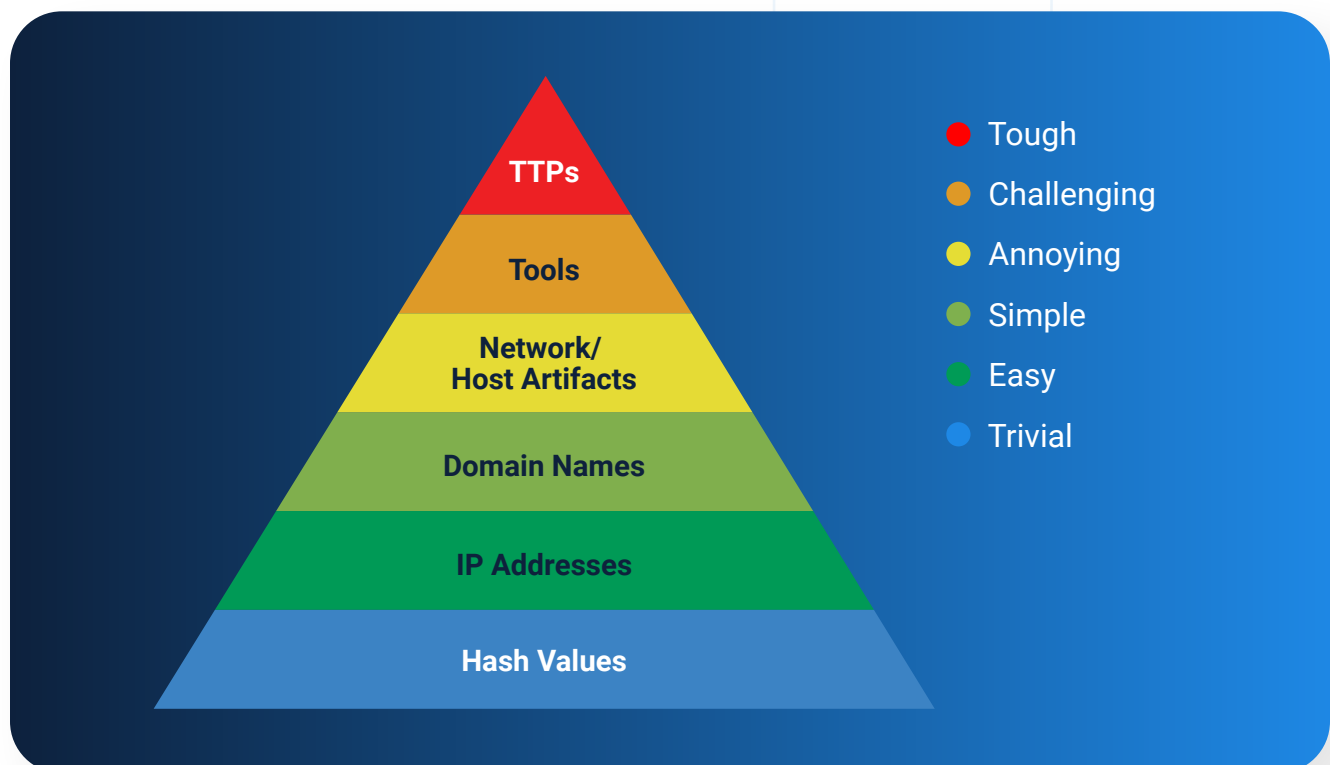 TTPs
Tools
Network/
Host Artifacts
Domain Names
IP Addresses
Hash Values
Tough
Challenging
Annoying
Simple
Easy
Trivial